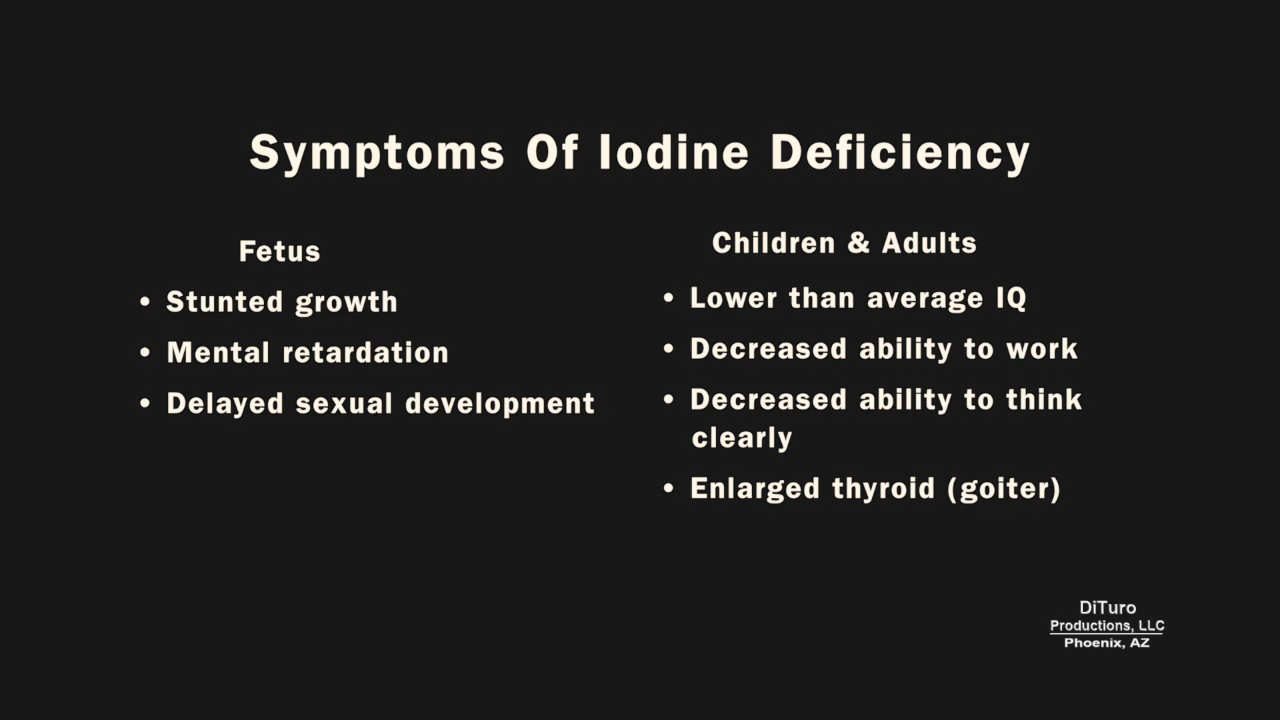 Symptoms Of Iodine Deficiency
Fetus
• Stunted growth
• Mental retardation
• Delayed sexual development
Children & Adults
• Lower than average IQ
• Decreased ability to work
• Decreased ability to think
clearly
• Enlarged thyroid (goiter)
DiTuro
Productions, LLC
Phoenix, AZ